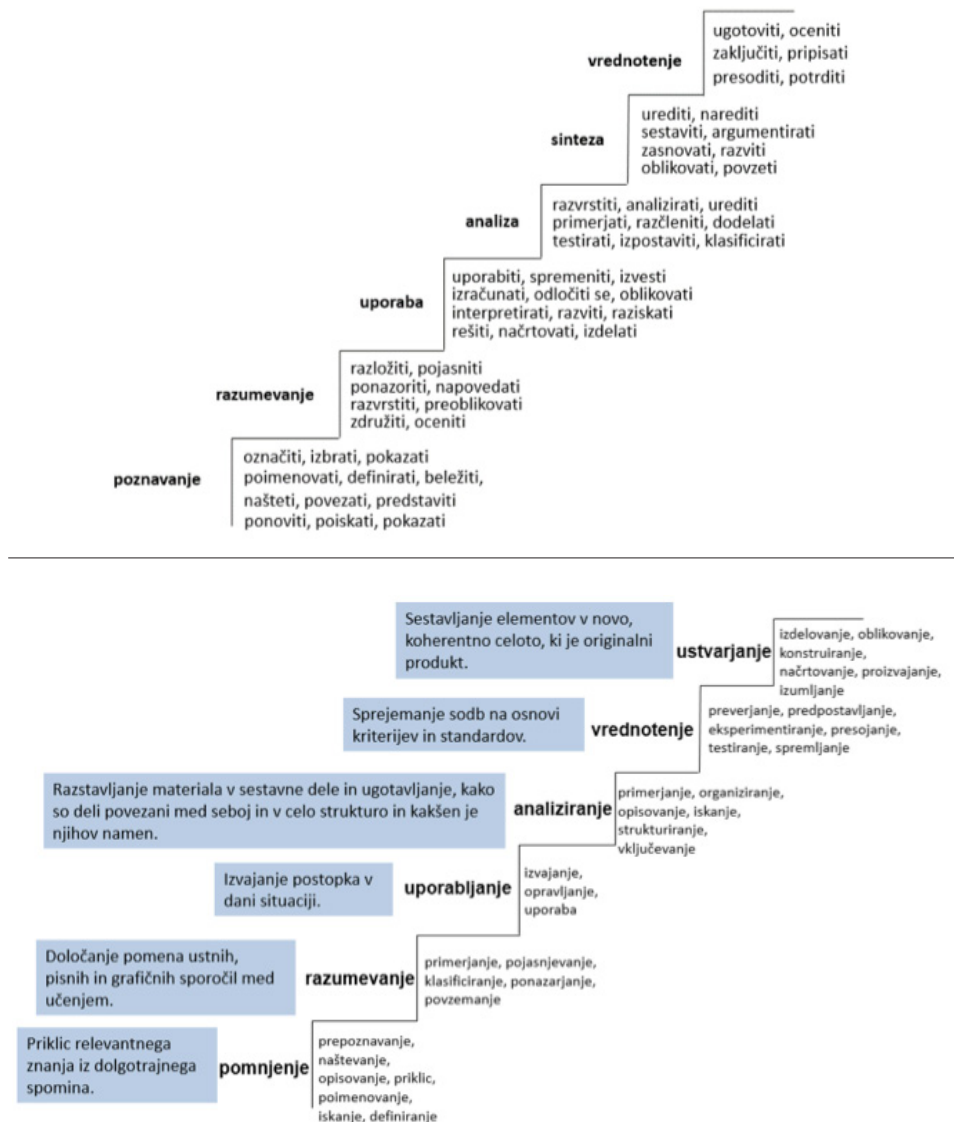 ugotoviti, oceniti
zaključiti, pripisati
presoditi, potrditi
vrednotenje
urediti, narediti
sestaviti, argumentirati
zasnovati, razviti
oblikovati, povzeti
sinteza
razvrstiti, analizirati, urediti
primerjati, razčleniti, dodelati
testirati, izpostaviti, klasificirati
analiza
uporabiti, spremeniti, izvesti
izračunati, odločiti se, oblikovati
interpretirati, razviti, raziskati
rešiti, načrtovati, izdelati
uporaba
razložiti, pojasniti
ponazoriti, napovedati
razvrstiti, preoblikovati
združiti, oceniti
razumevanje
označiti, izbrati, pokazati
poimenovati, definirati, beležiti,
našteti, povezati, predstaviti
ponoviti, poiskati, pokazati
poznavanje
Sestavljanje elementov v novo,
koherentno celoto, ki je originalni
produkt.
ustvarjanje
izdelovanje, oblikovanje,
konstruiranje,
načrtovanje, proizvajanje,
izumljanje
Sprejemanje sodb na osnovi
kriterijev in standardov.
vrednotenje
preverjanje, predpostavljanje,
eksperimentiranje, presojanje,
testiranje, spremljanje
Razstavljanje materiala v sestavne dele in ugotavljanje, kako
so deli povezani med seboj in v celo strukturo in kakšen je
njihov namen.
analiziranje
primerjanje, organiziranje,
opisovanje, iskanje,
strukturiranje,
vključevanje
Izvajanje postopka v
dani situaciji.
uporabljanje
izvajanje,
opravljanje,
uporaba
Določanje pomena ustnih,
pisnih in grafičnih sporočil med
učenjem.
razumevanje
primerjanje, pojasnjevanje,
klasificiranje, ponazarjanje,
povzemanje
Priklic relevantnega
znanja iz dolgotrajnega
spomina.
pomnjenje
prepoznavanje,
naštevanje,
opisovanje, priklic,
poimenovanje,
iskanje, definiranje